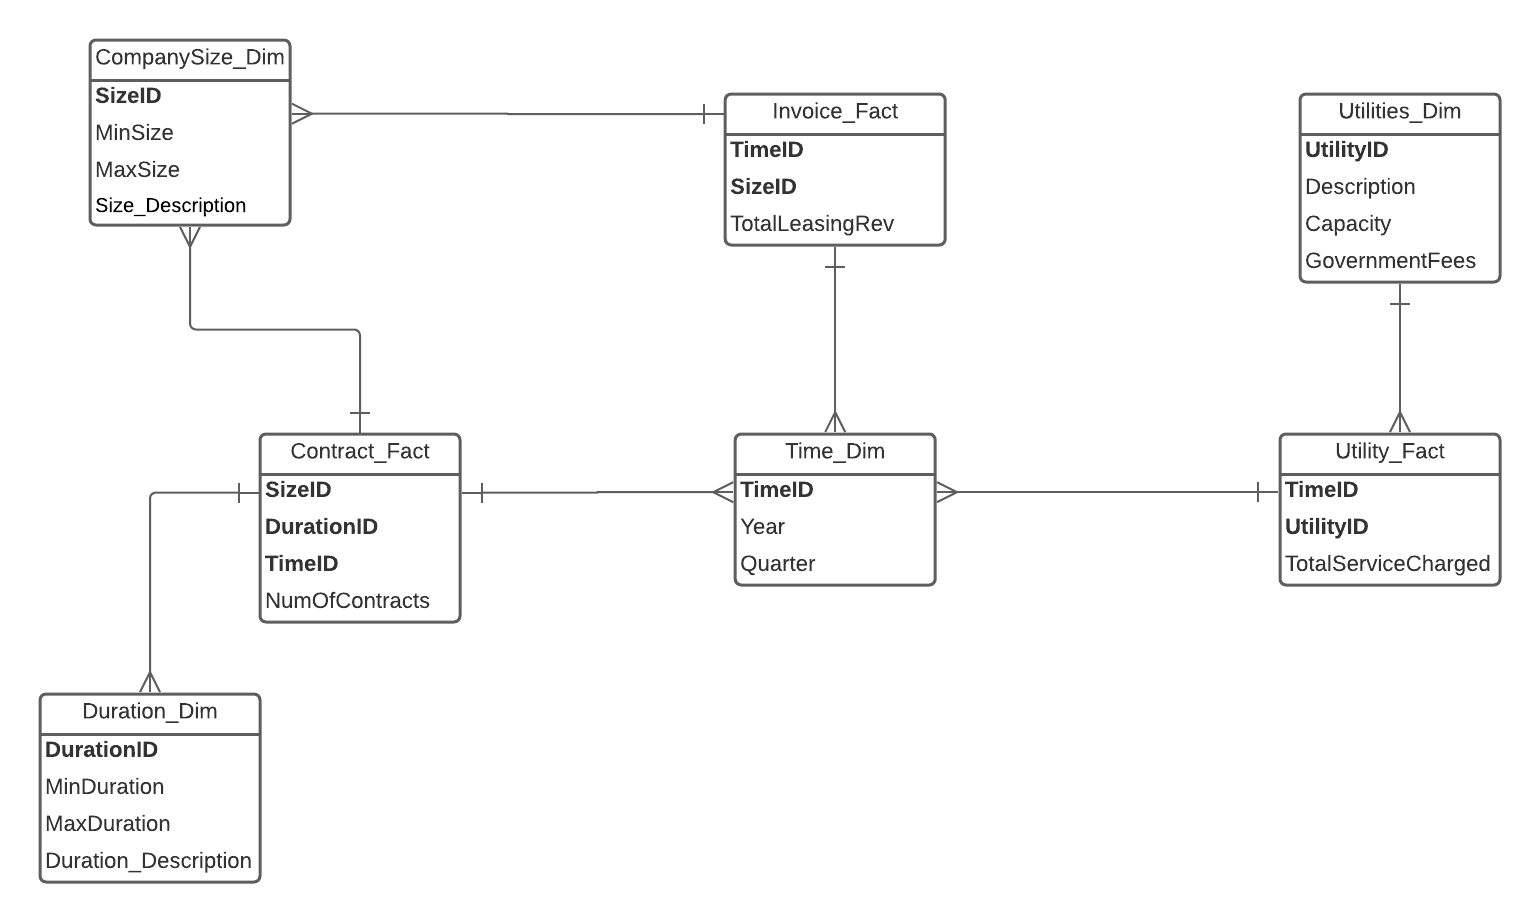 CompanySize_Dim
SizeID
MinSize
MaxSize
Size_Description
Invoice_Fact
TimeID
SizeID
TotalLeasingRev
Utilities_Dim
UtilityID
Description
Capacity
GovernmentFees
Contract_Fact
SizeID
DurationID
TimeID
NumOfContracts
Time_Dim
TimeID
Year
Quarter
Utility_Fact
TimeID
UtilityID
TotalServiceCharged
Duration_Dim
DurationID
MinDuration
MaxDuration
Duration_Description